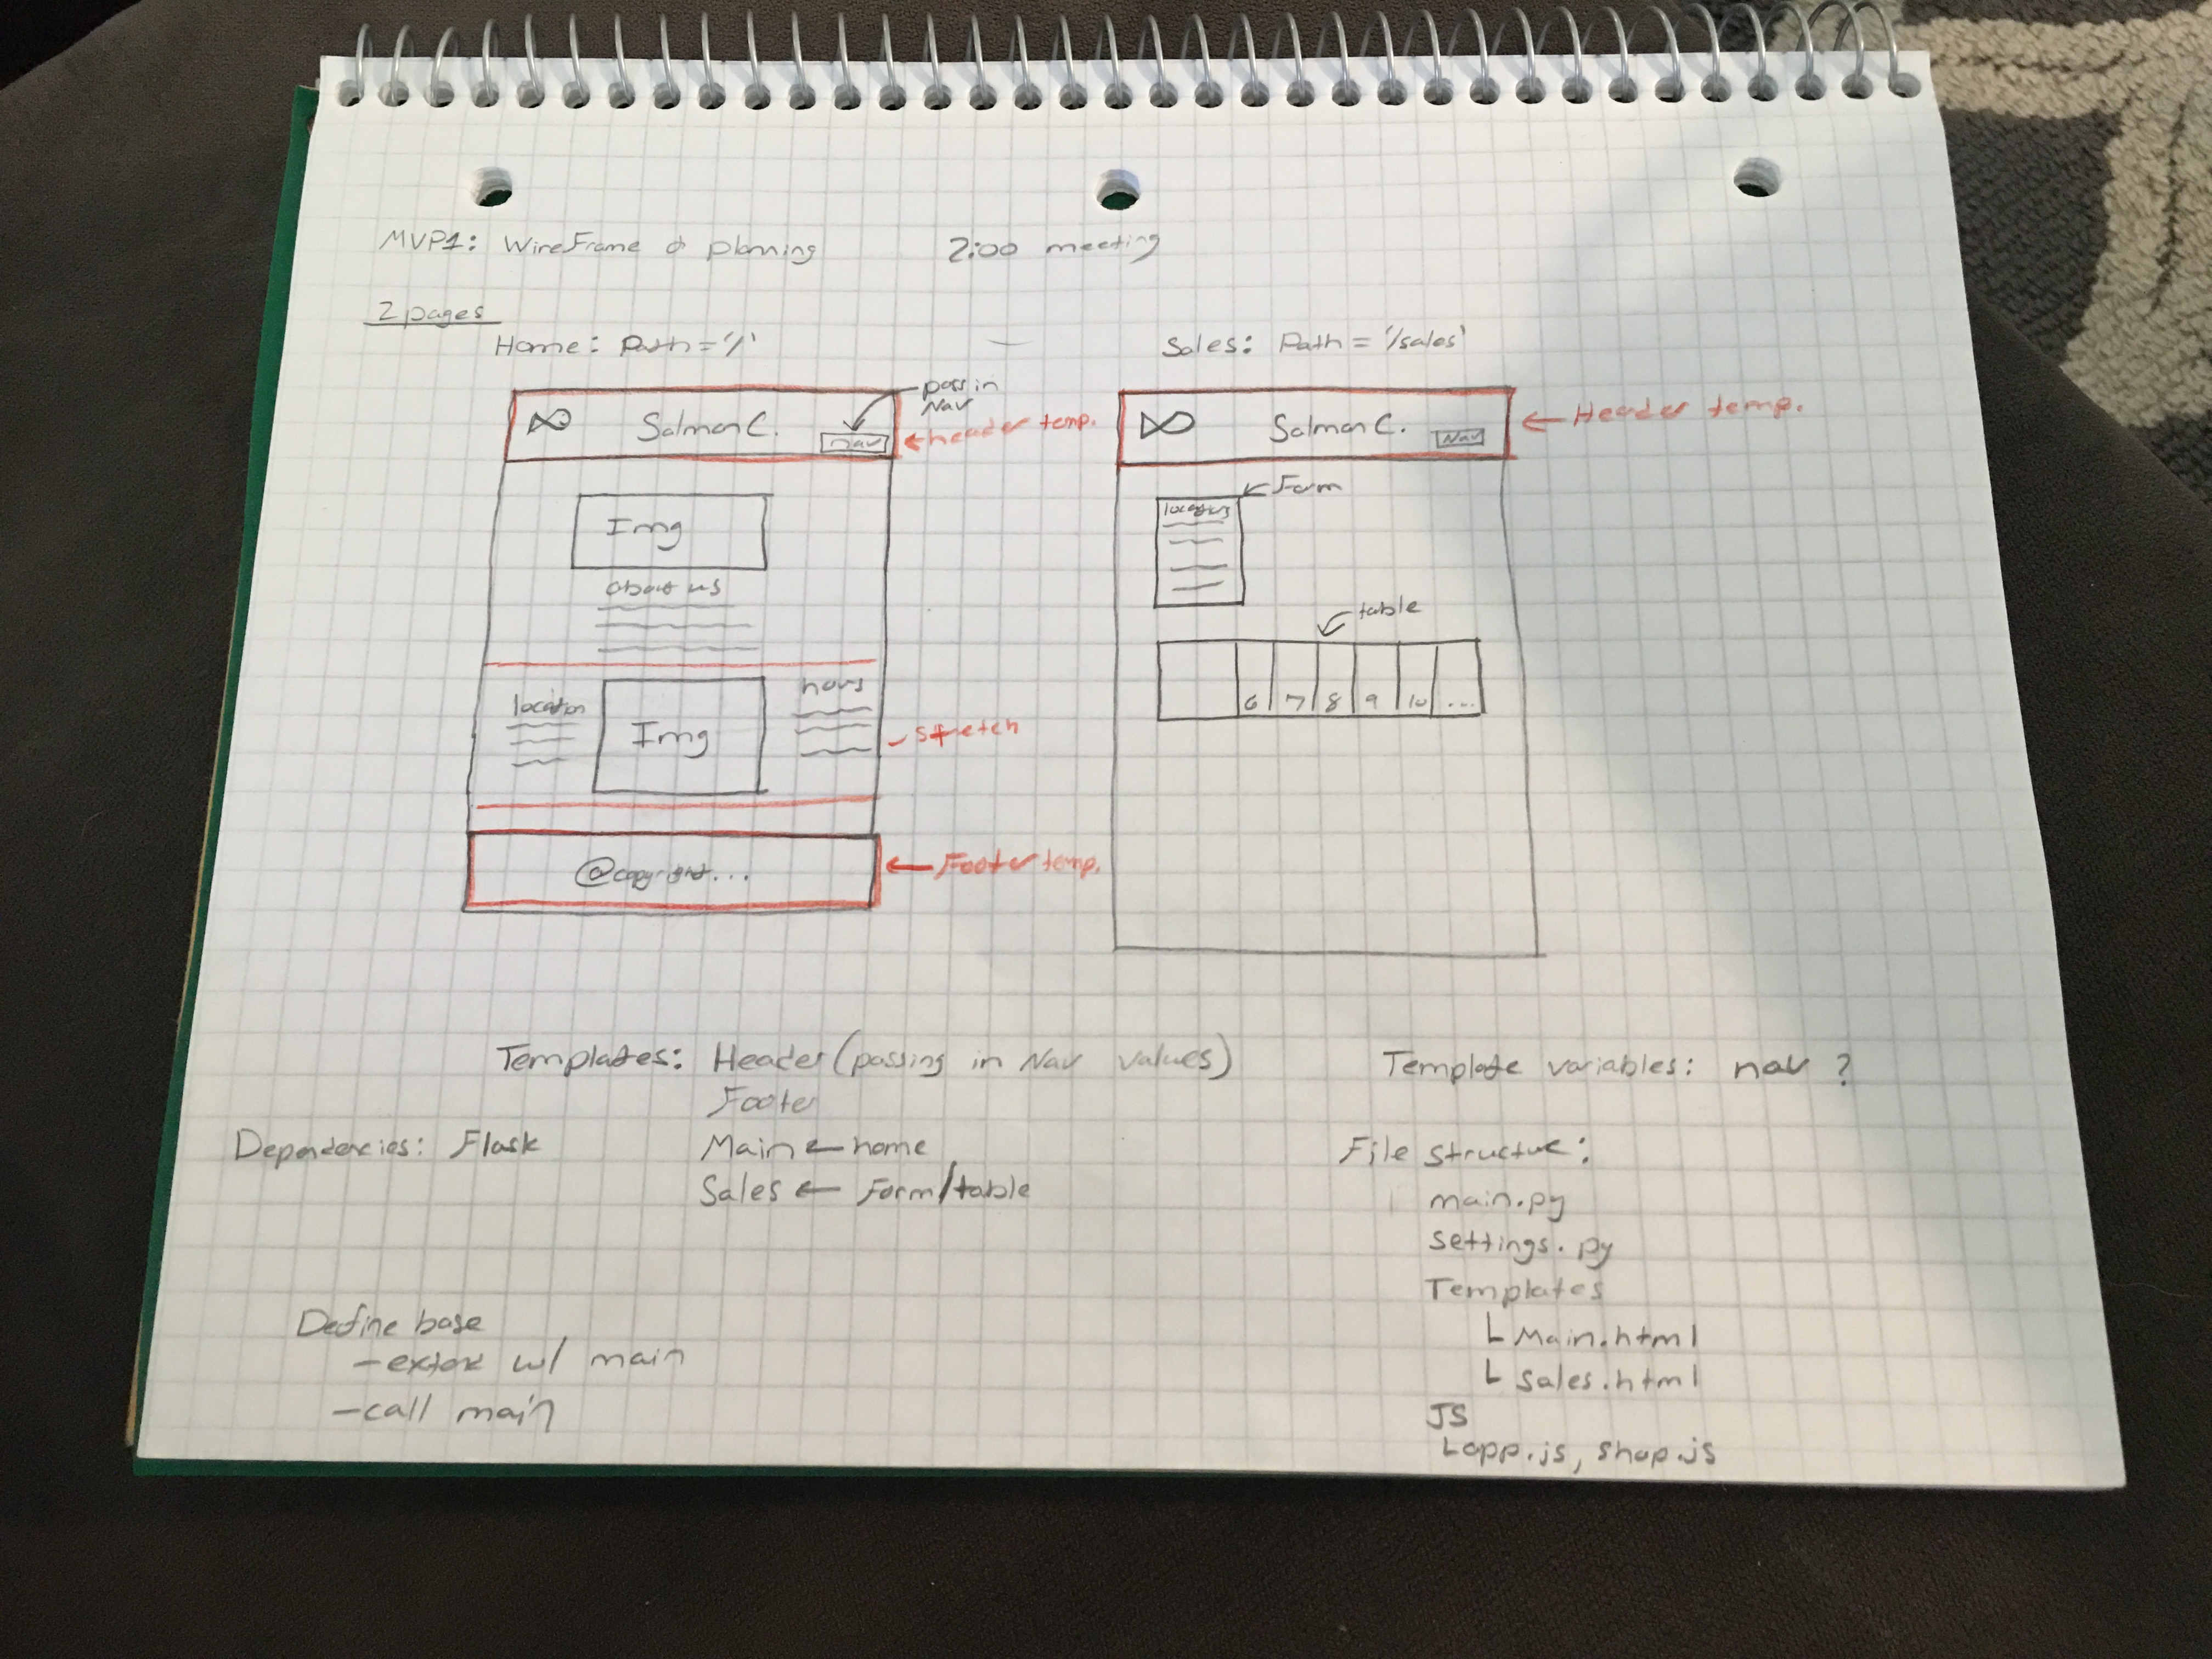 MVP1: Wireframe & planning 2:00 meeting
2 pages
Home: Path='/' Sales: Path='/sales'
pass in Nav
Salmon C. Nav ← header temp.
Salmon C. Nav ← Header temp.
Img
about us
location
Img
hours
stretch
@copyright...
← Footer temp.
locations
← Form
table
6 7 8 9 10 ...
Templates: Header (passing in Nav values)
Footer
Main ← home
Sales ← form/table
Template variables: nav?
Dependencies: Flask
File structure:
main.py
settings.py
Templates
Main.html
Sales.html
JS
app.js, shop.js
Define base
- extend w/ main
- call main